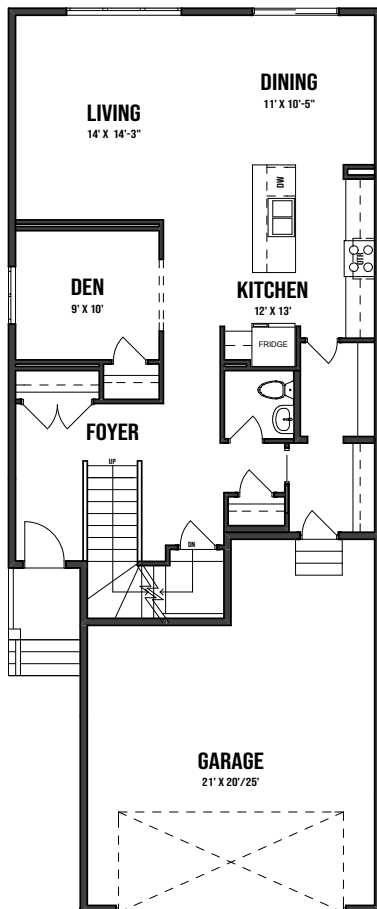 DINING
11' X 10'-5"
LIVING
14' X 14'-3"
DW
OTR
DEN
9' X 10'
KITCHEN
12' X 13'
FRIDGE
FOYER
UP
DN
GARAGE
21' X 20'/25'